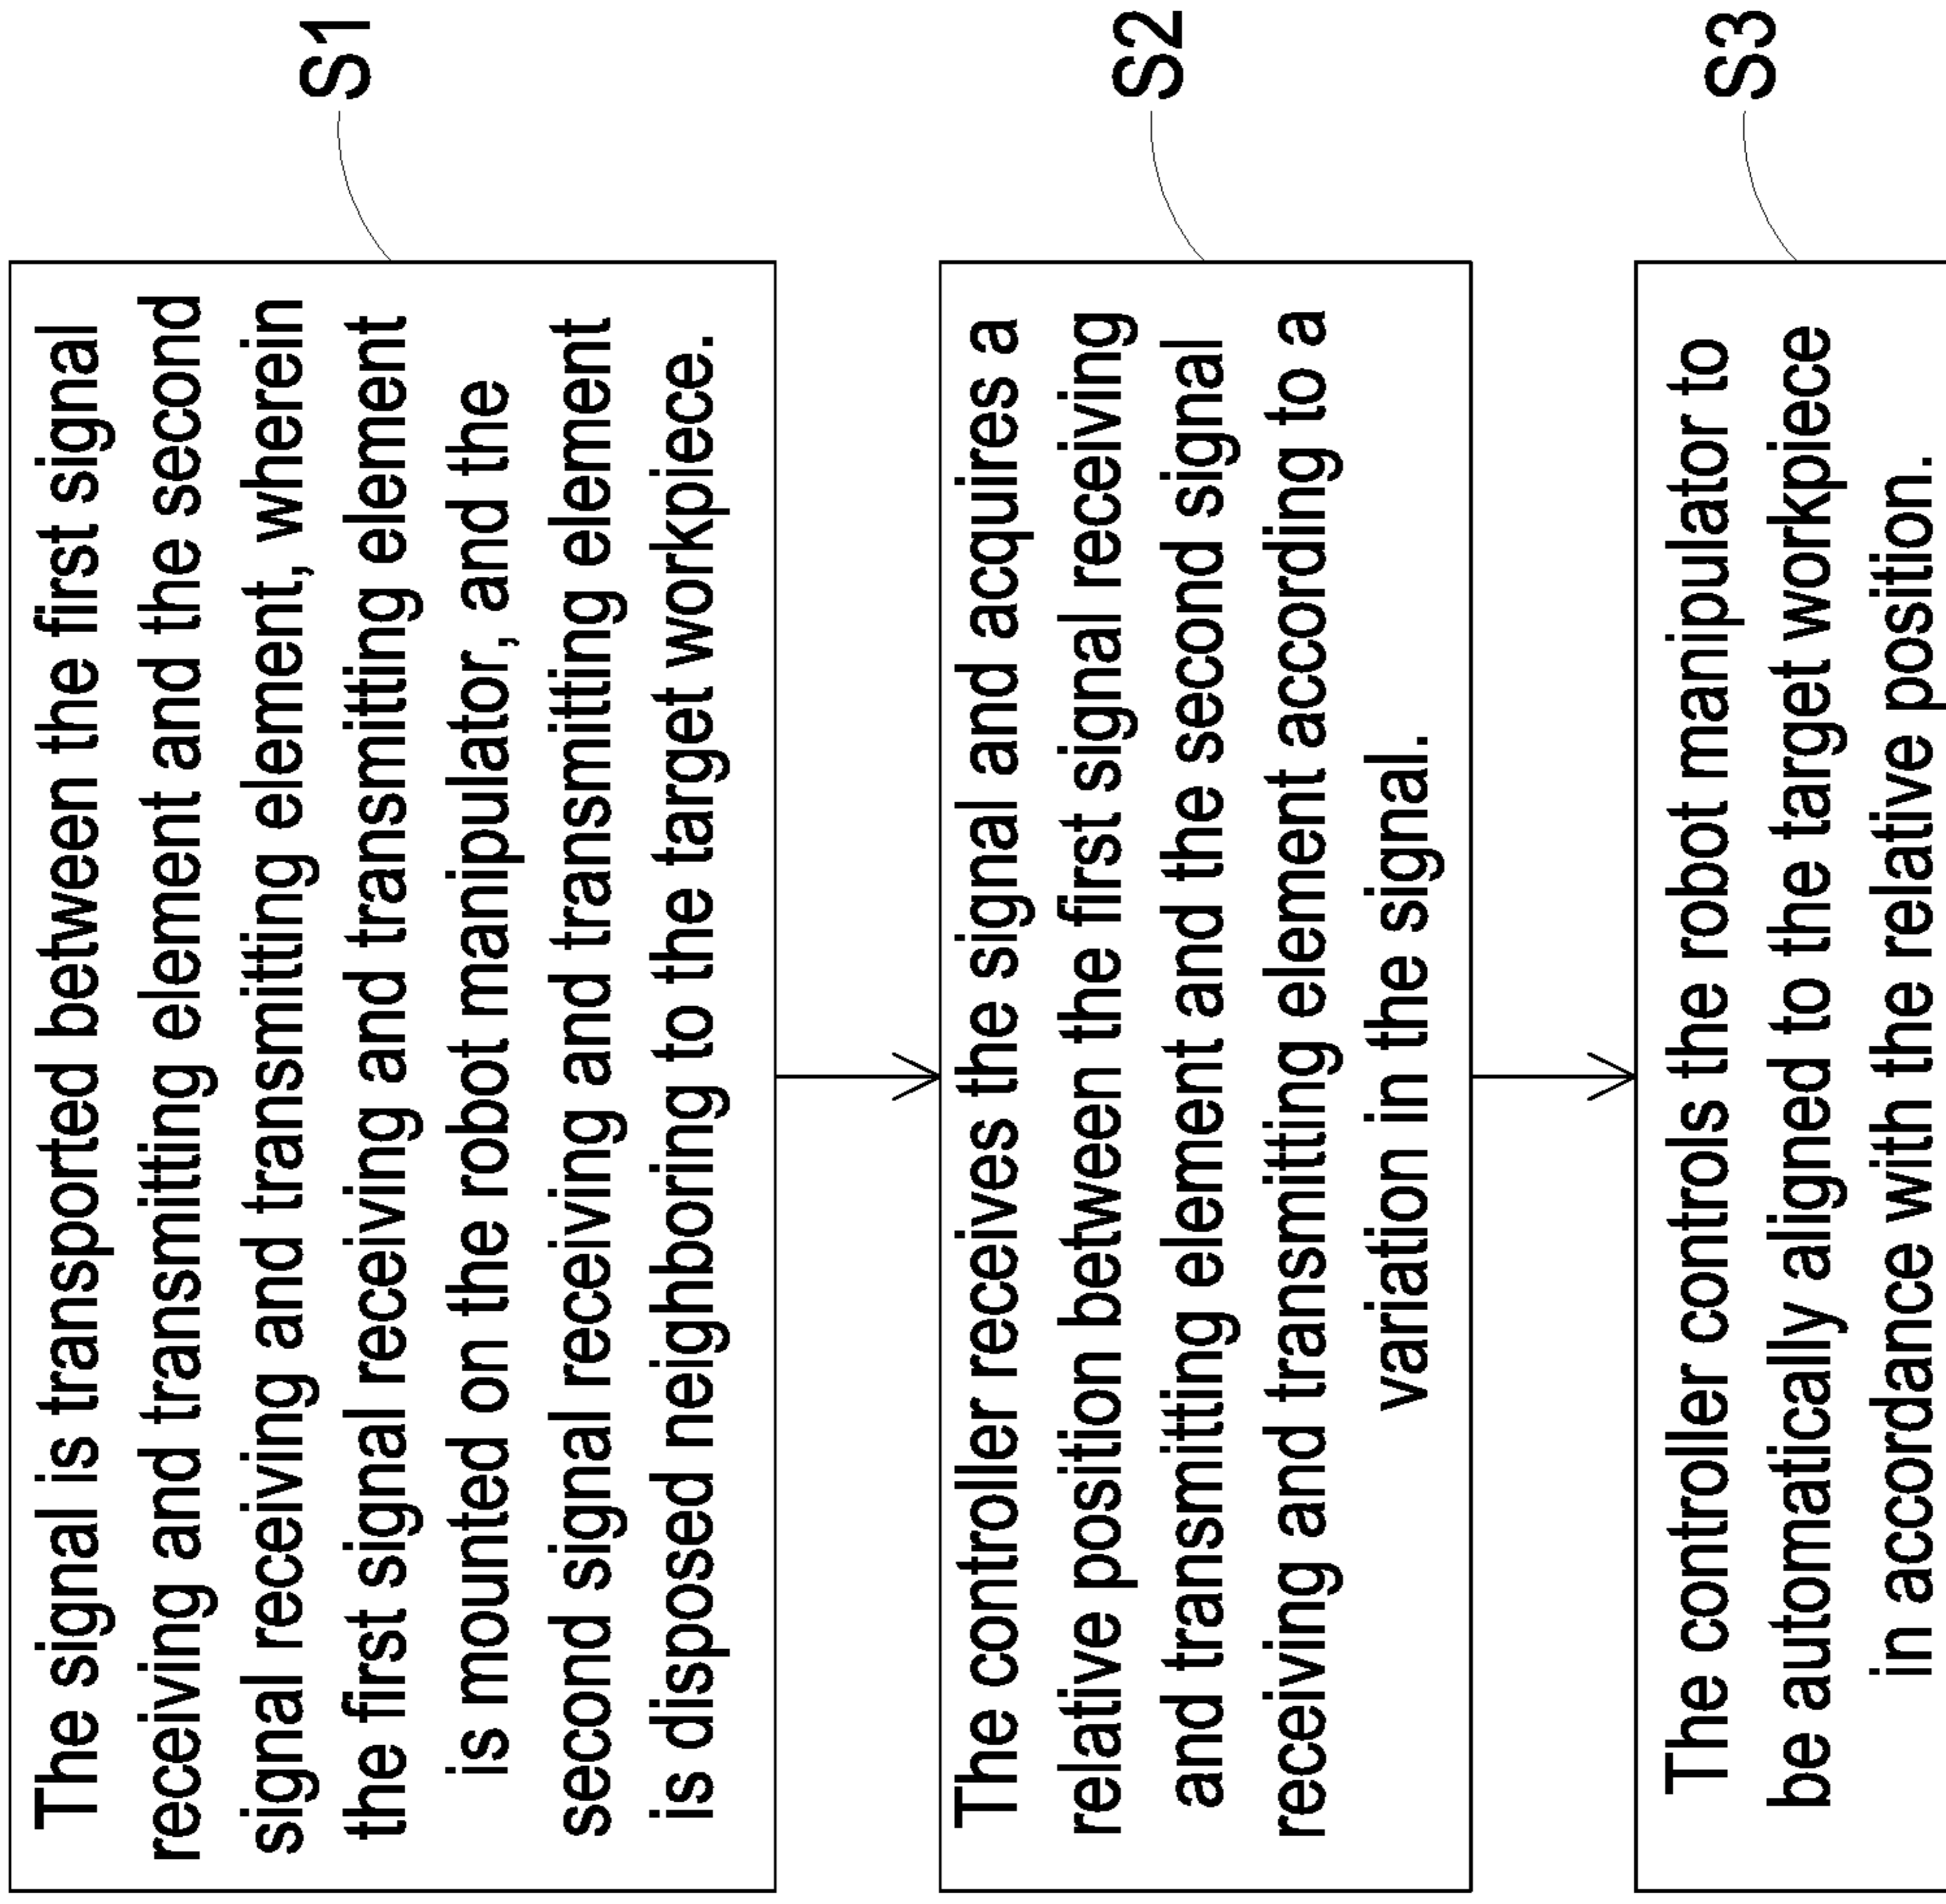 The signal is transported between the first signal
receiving and transmitting element and the second
signal receiving and transmitting element, wherein
the first signal receiving and transmitting element
is mounted on the robot manipulator, and the
second signal receiving and transmitting element
is disposed neighboring to the target workpiece.
S1
The controller receives the signal and acquires a
relative position between the first signal receiving
and transmitting element and the second signal
receiving and transmitting element according to a
variation in the signal.
S2
The controller controls the robot manipulator to
be automatically aligned to the target workpiece
in accordance with the relative position.
S3